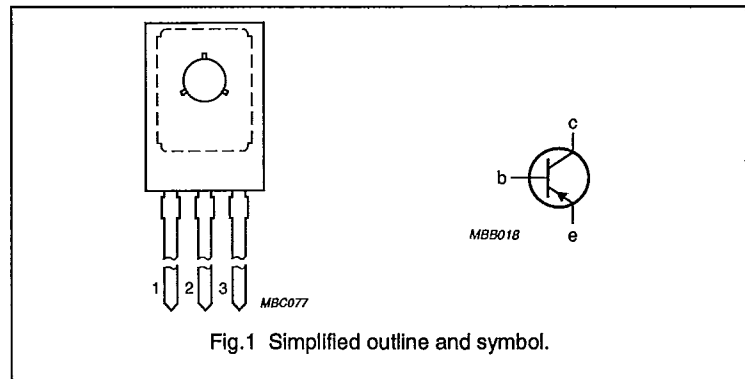 c
b
MBB018
e
1 2 3 MBC077
Fig.1 Simplified outline and symbol.